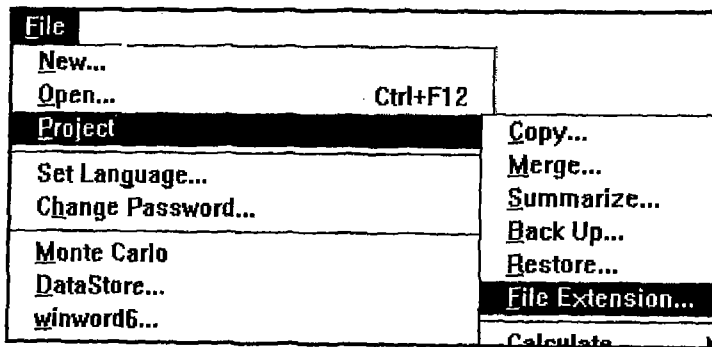 File
New...
Open... Ctrl+F12
Project
Set Language...
Change Password...
Monte Carlo
DataStore...
winword6...
Copy...
Merge...
Summarize...
Back Up...
Restore...
File Extension...
Calculate